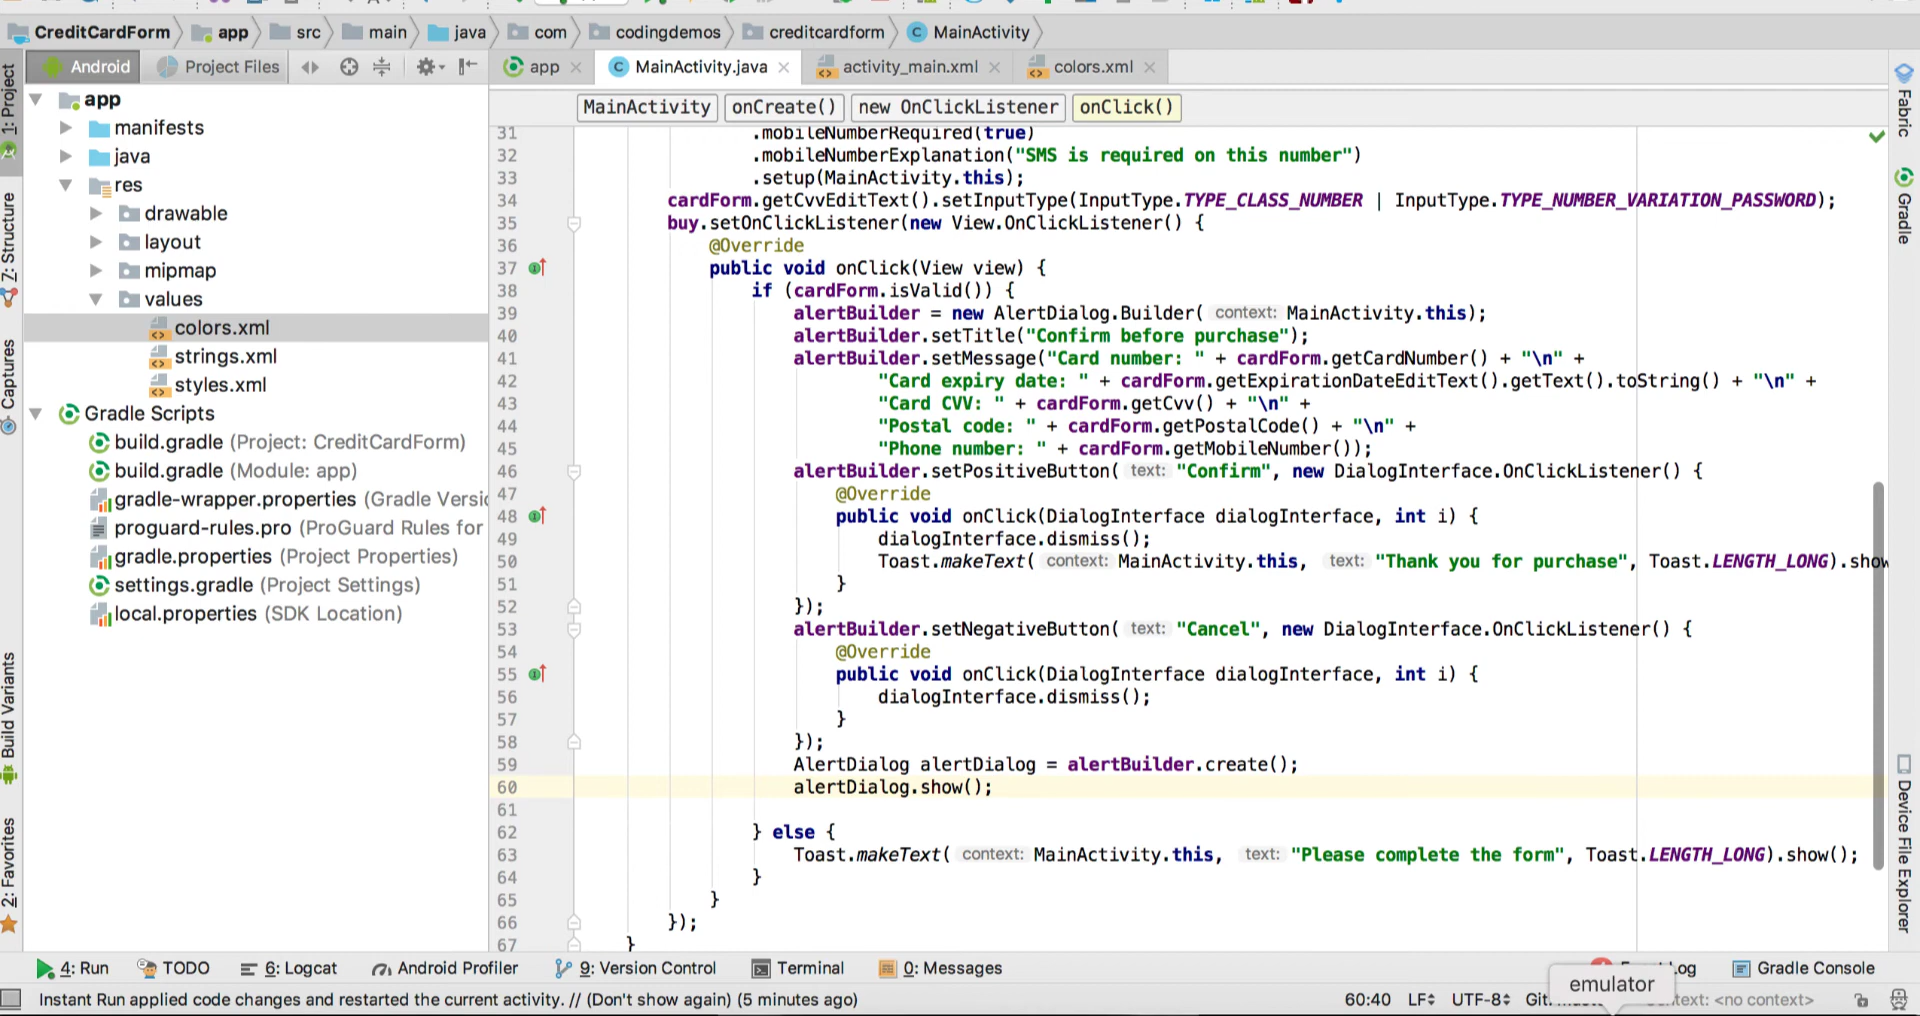 CreditCardForm app src main java com codingdemos creditcardform MainActivity
Android Project Files
app MainActivity.java activity_main.xml colors.xml
MainActivity onCreate() new OnClickListener onClick()
1: Project
Z: Structure
Captures
Build Variants
2: Favorites
app
manifests
java
res
drawable
layout
mipmap
values
colors.xml
strings.xml
styles.xml
Gradle Scripts
build.gradle (Project: CreditCardForm)
build.gradle (Module: app)
gradle-wrapper.properties (Gradle Versio
proguard-rules.pro (ProGuard Rules for
gradle.properties (Project Properties)
settings.gradle (Project Settings)
local.properties (SDK Location)
31 .mobileNumberRequired(true)
32 .mobileNumberExplanation("SMS is required on this number")
33 .setup(MainActivity.this);
34 cardForm.getCvvEditText().setInputType(InputType.TYPE_CLASS_NUMBER | InputType.TYPE_NUMBER_VARIATION_PASSWORD);
35 buy.setOnClickListener(new View.OnClickListener() {
36 @Override
37 public void onClick(View view) {
38 if (cardForm.isValid()) {
39 alertBuilder = new AlertDialog.Builder( context: MainActivity.this);
40 alertBuilder.setTitle("Confirm before purchase");
41 alertBuilder.setMessage("Card number: " + cardForm.getCardNumber() + "\n" +
42 "Card expiry date: " + cardForm.getExpirationDateEditText().getText().toString() + "\n" +
43 "Card CVV: " + cardForm.getCvv() + "\n" +
44 "Postal code: " + cardForm.getPostalCode() + "\n" +
45 "Phone number: " + cardForm.getMobileNumber());
46 alertBuilder.setPositiveButton( text: "Confirm", new DialogInterface.OnClickListener() {
47 @Override
48 public void onClick(DialogInterface dialogInterface, int i) {
49 dialogInterface.dismiss();
50 Toast.makeText( context: MainActivity.this, text: "Thank you for purchase", Toast.LENGTH_LONG).show
51 }
52 });
53 alertBuilder.setNegativeButton( text: "Cancel", new DialogInterface.OnClickListener() {
54 @Override
55 public void onClick(DialogInterface dialogInterface, int i) {
56 dialogInterface.dismiss();
57 }
58 });
59 AlertDialog alertDialog = alertBuilder.create();
60 alertDialog.show();
61
62 } else {
63 Toast.makeText( context: MainActivity.this, text: "Please complete the form", Toast.LENGTH_LONG).show();
64 }
65 }
66 });
67 }
Fabric
Gradle
Device File Explorer
4: Run TODO 6: Logcat Android Profiler 9: Version Control Terminal 0: Messages Gradle Console
emulator
Instant Run applied code changes and restarted the current activity. // (Don't show again) (5 minutes ago) 60:40 LF UTF-8 Git: text: <no context>